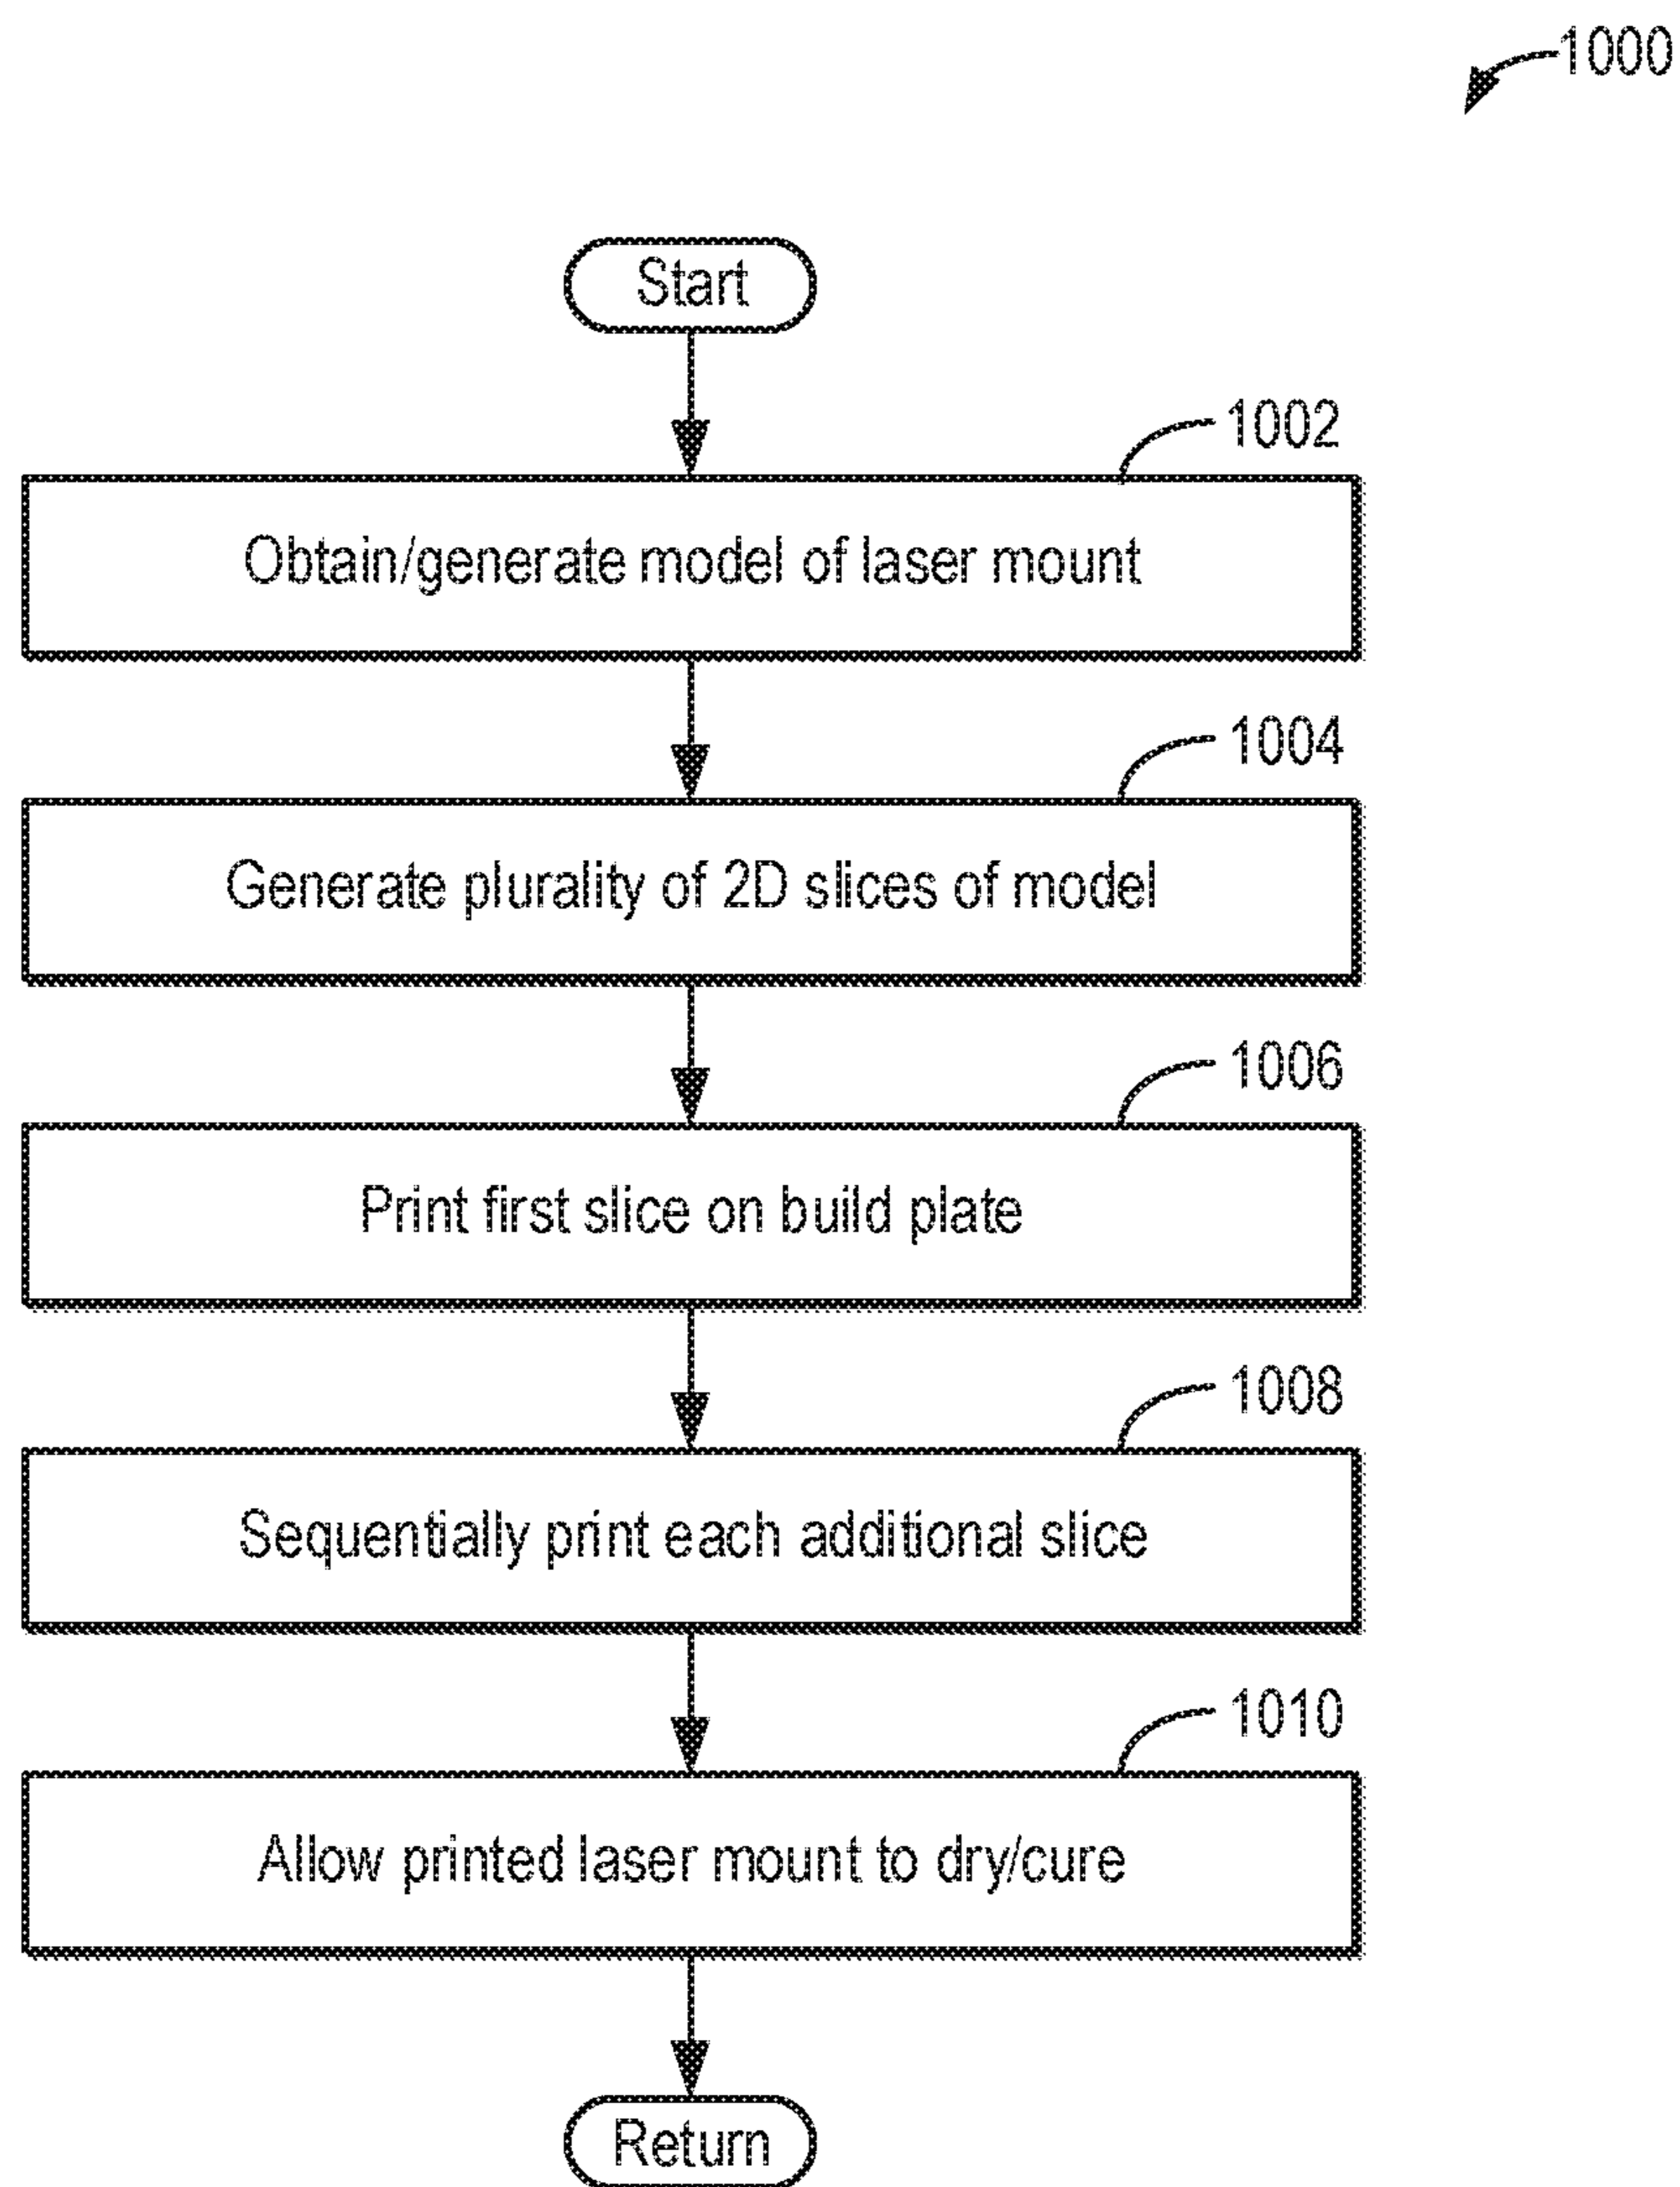 1000
Start
1002
Obtain/generate model of laser mount
1004
Generate plurality of 2D slices of model
1006
Print first slice on build plate
1008
Sequentially print each additional slice
1010
Allow printed laser mount to dry/cure
Return